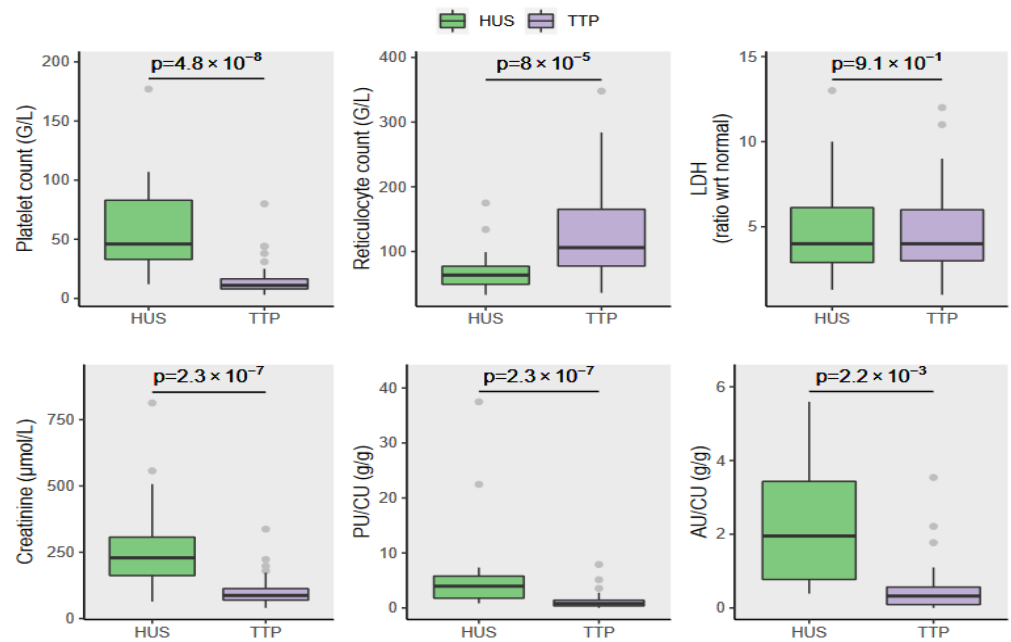 HUS TTP
Platelet count (G/L)
200
150
100
50
0
p=4.8 × 10⁻⁸
HUS TTP
Reticulocyte count (G/L)
400
300
200
100
p=8 × 10⁻⁵
HUS TTP
LDH
(ratio wrt normal)
15
10
5
p=9.1 × 10⁻¹
HUS TTP
Creatinine (μmol/L)
750
500
250
0
p=2.3 × 10⁻⁷
HUS TTP
PU/CU (g/g)
40
30
20
10
0
p=2.3 × 10⁻⁷
HUS TTP
AU/CU (g/g)
6
4
2
0
p=2.2 × 10⁻³
HUS TTP